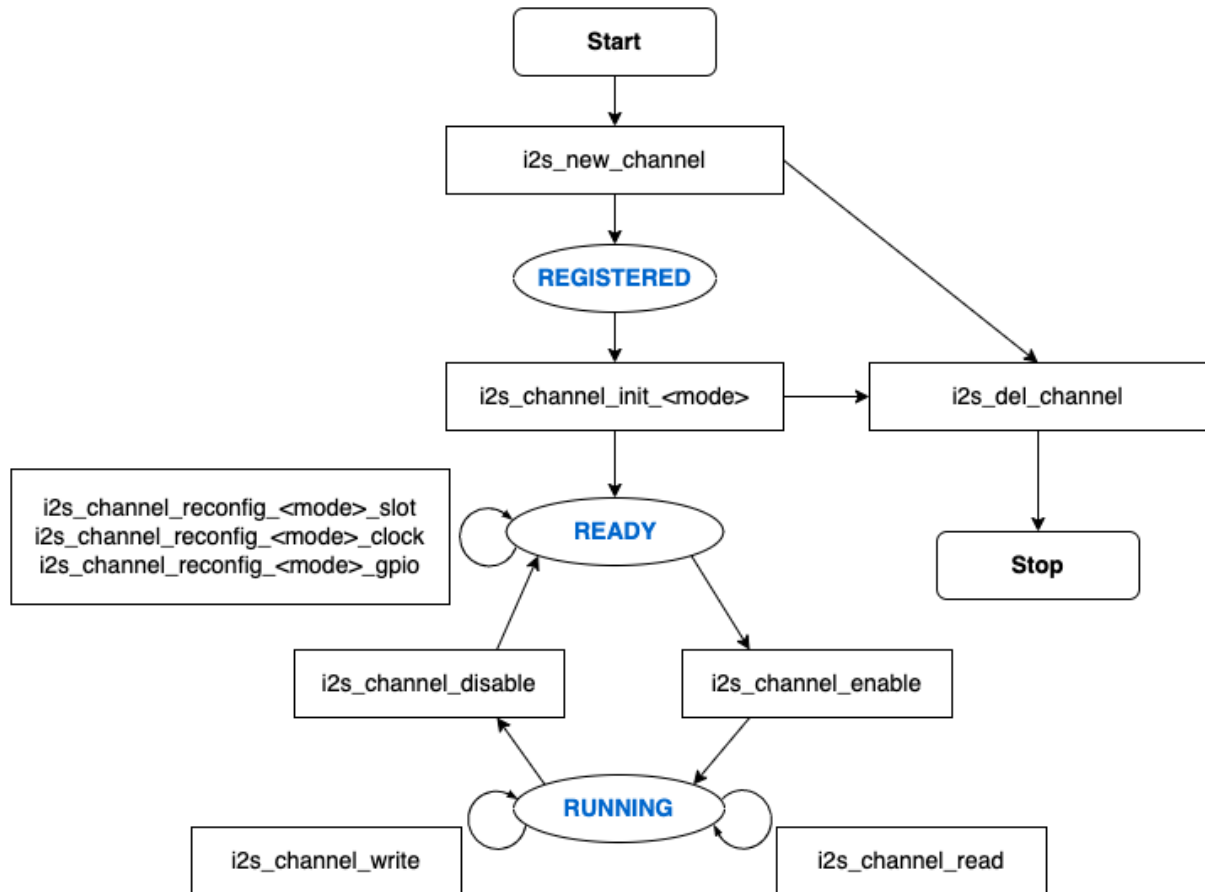 Start
i2s_new_channel
REGISTERED
i2s_channel_init_<mode>
i2s_del_channel
i2s_channel_reconfig_<mode>_slot
i2s_channel_reconfig_<mode>_clock
i2s_channel_reconfig_<mode>_gpio
READY
Stop
i2s_channel_disable
i2s_channel_enable
RUNNING
i2s_channel_write
i2s_channel_read